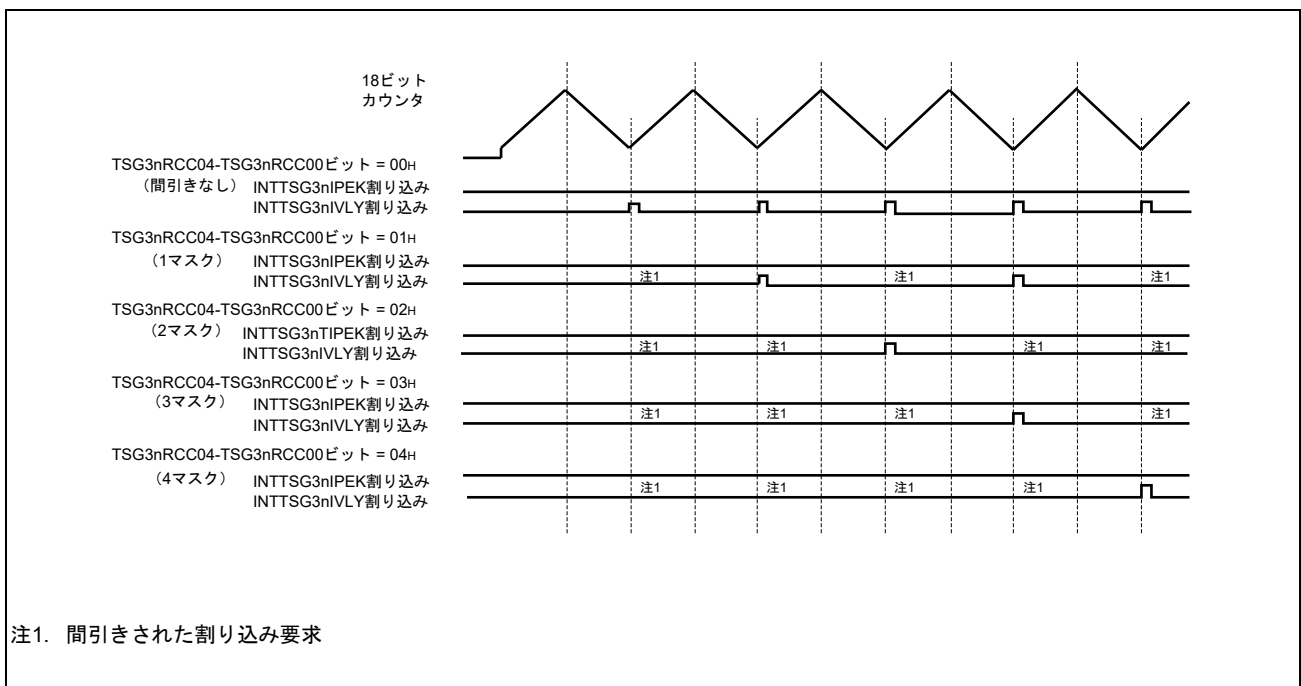 18ビット
カウンタ
TSG3nRCC04-TSG3nRCC00ビット = 00H
（間引きなし） INTTSG3nIPEK割り込み
INTTSG3nIVLY割り込み
TSG3nRCC04-TSG3nRCC00ビット = 01H
（1マスク） INTTSG3nIPEK割り込み
INTTSG3nIVLY割り込み 注1 注1 注1
TSG3nRCC04-TSG3nRCC00ビット = 02H
（2マスク） INTTSG3nTIPEK割り込み
INTTSG3nIVLY割り込み 注1 注1 注1 注1
TSG3nRCC04-TSG3nRCC00ビット = 03H
（3マスク） INTTSG3nIPEK割り込み
INTTSG3nIVLY割り込み 注1 注1 注1 注1
TSG3nRCC04-TSG3nRCC00ビット = 04H
（4マスク） INTTSG3nIPEK割り込み
INTTSG3nIVLY割り込み 注1 注1 注1 注1
注1. 間引きされた割り込み要求